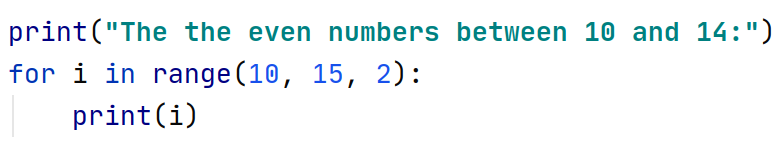 print("The the even numbers between 10 and 14:")
for i in range(10, 15, 2):
    print(i)